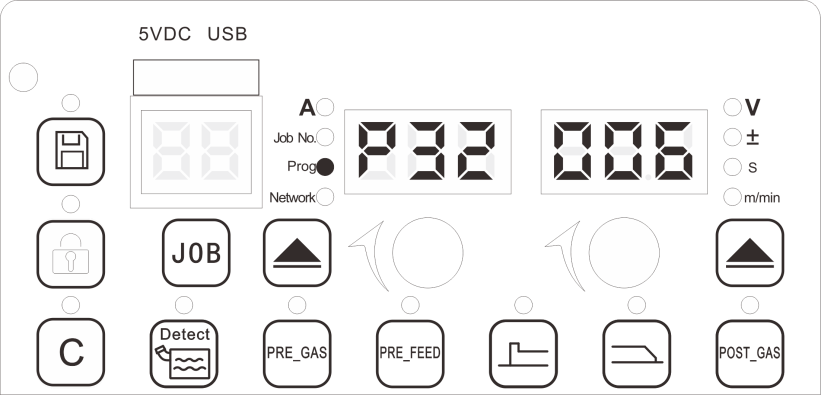 5VDC USB
A
V
Job No.
±
P32
006
Prog
S
Network
m/min
JOB
C
Detect
PRE_GAS
PRE_FEED
POST_GAS